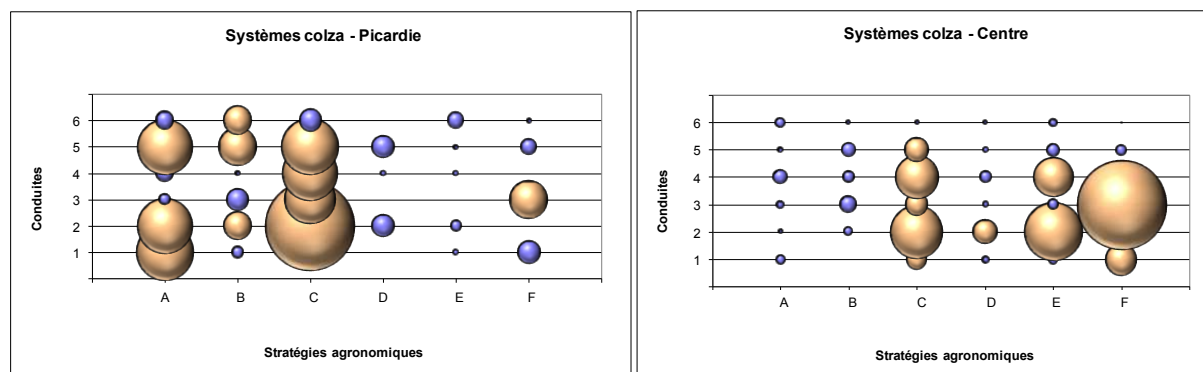 Systèmes colza - Picardie
Conduites
6
5
4
3
2
1
A B C D E F
Stratégies agronomiques
Systèmes colza - Centre
Conduites
6
5
4
3
2
1
A B C D E F
Stratégies agronomiques